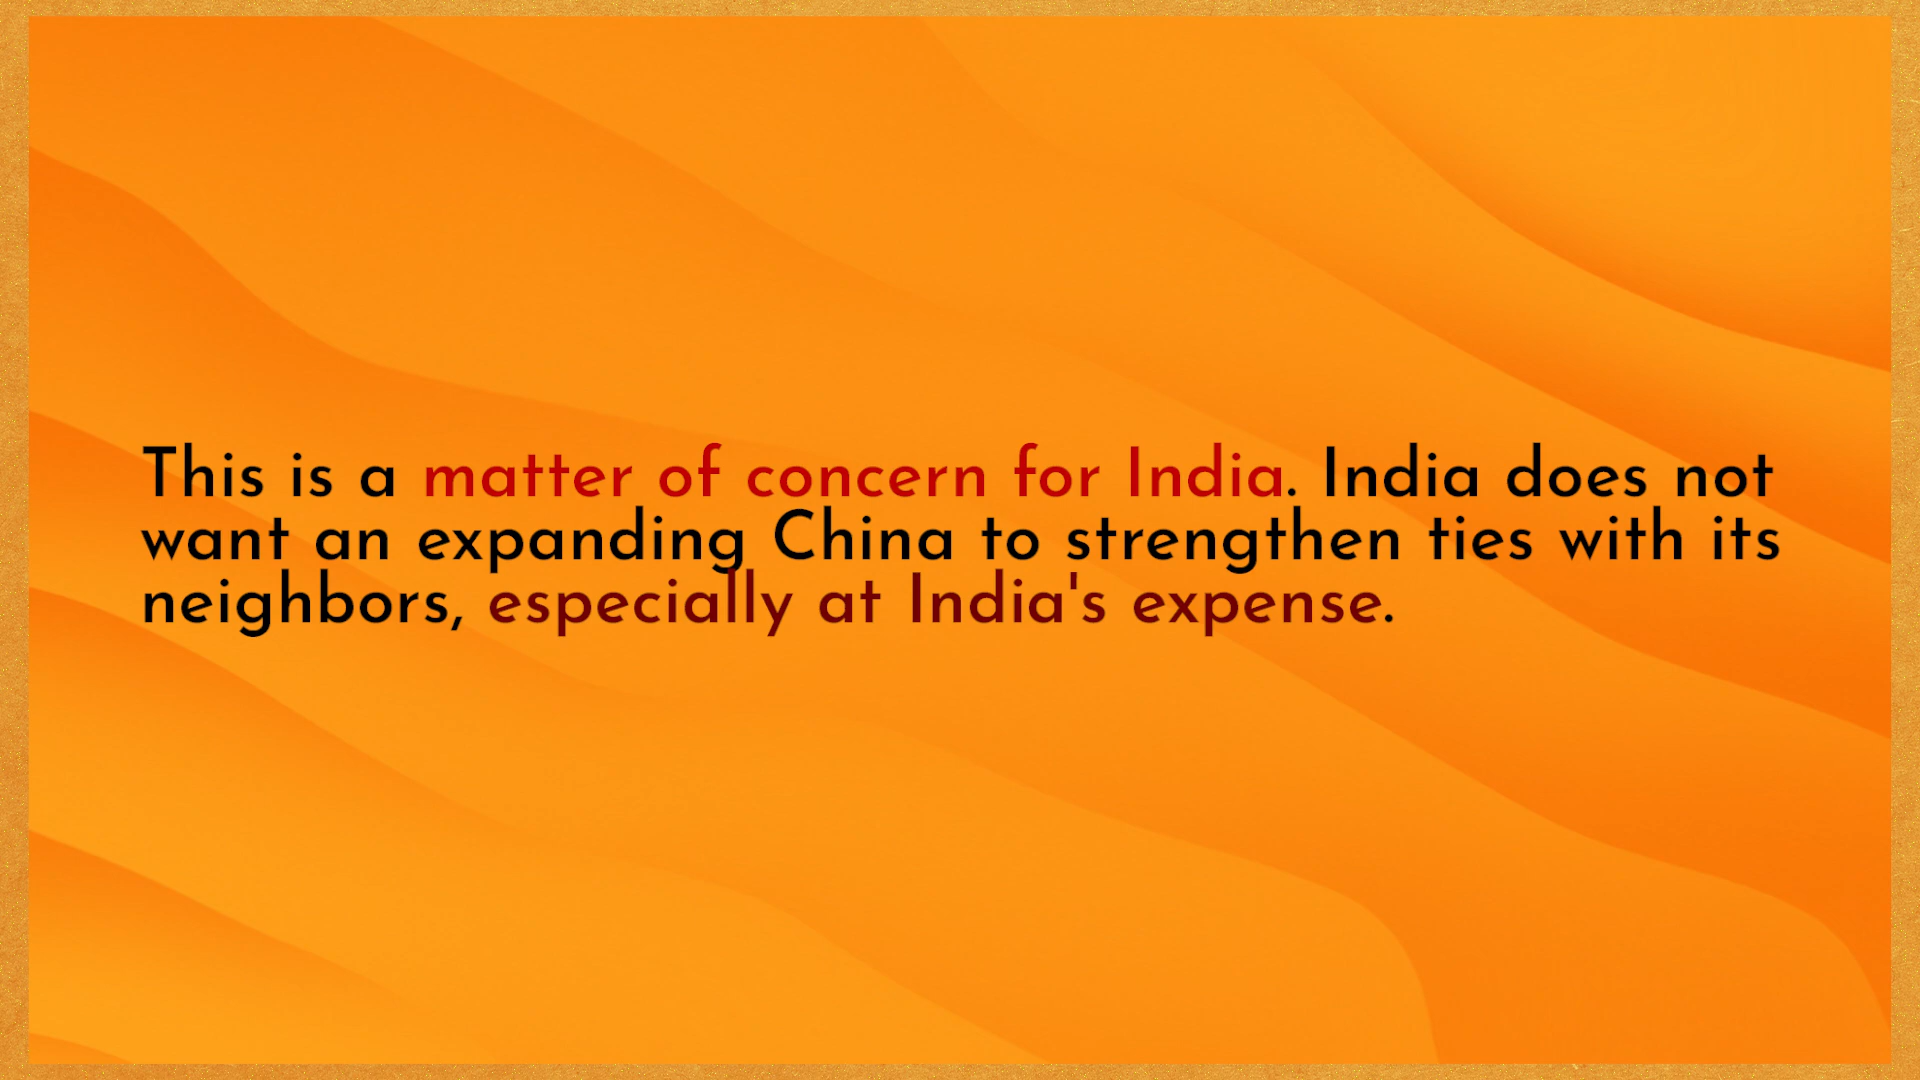 This is a matter of concern for India. India does not
want an expanding China to strengthen ties with its
neighbors, especially at India's expense.